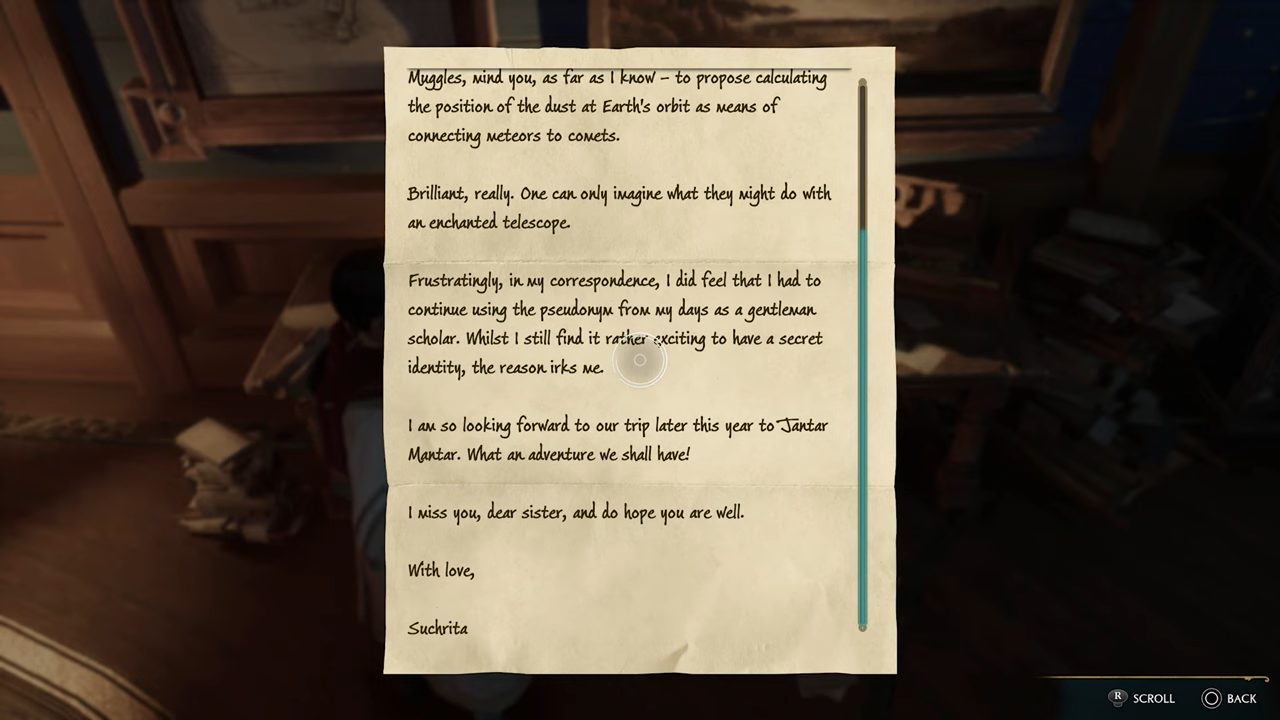 Muggles, mind you, as far as I know – to propose calculating
the position of the dust at Earth's orbit as means of
connecting meteors to comets.
Brilliant, really. One can only imagine what they might do with
an enchanted telescope.
Frustratingly, in my correspondence, I did feel that I had to
continue using the pseudonym from my days as a gentleman
scholar. Whilst I still find it rather exciting to have a secret
identity, the reason irks me.
I am so looking forward to our trip later this year to Jantar
Mantar. What an adventure we shall have!
I miss you, dear sister, and do hope you are well.
With love,
Suchrita
R SCROLL BACK